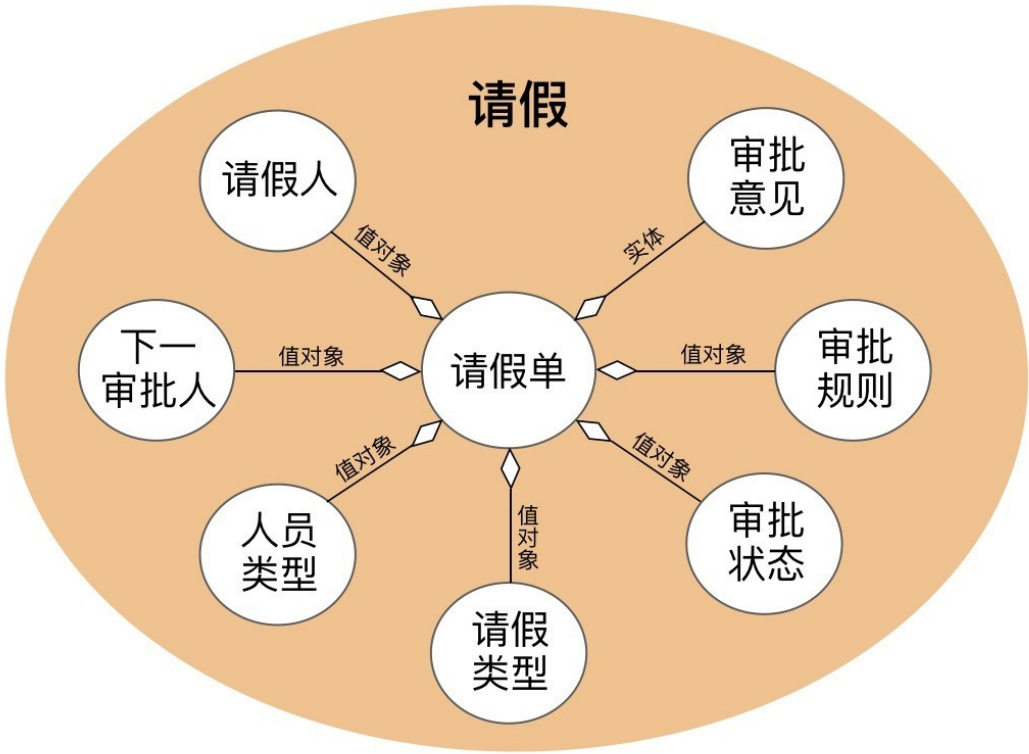 请假
请假人
审批
意见
值对象
实体
下一
审批人
值对象
请假单
值对象
审批
规则
值对象
值对象
人员
类型
值
对
象
审批
状态
请假
类型